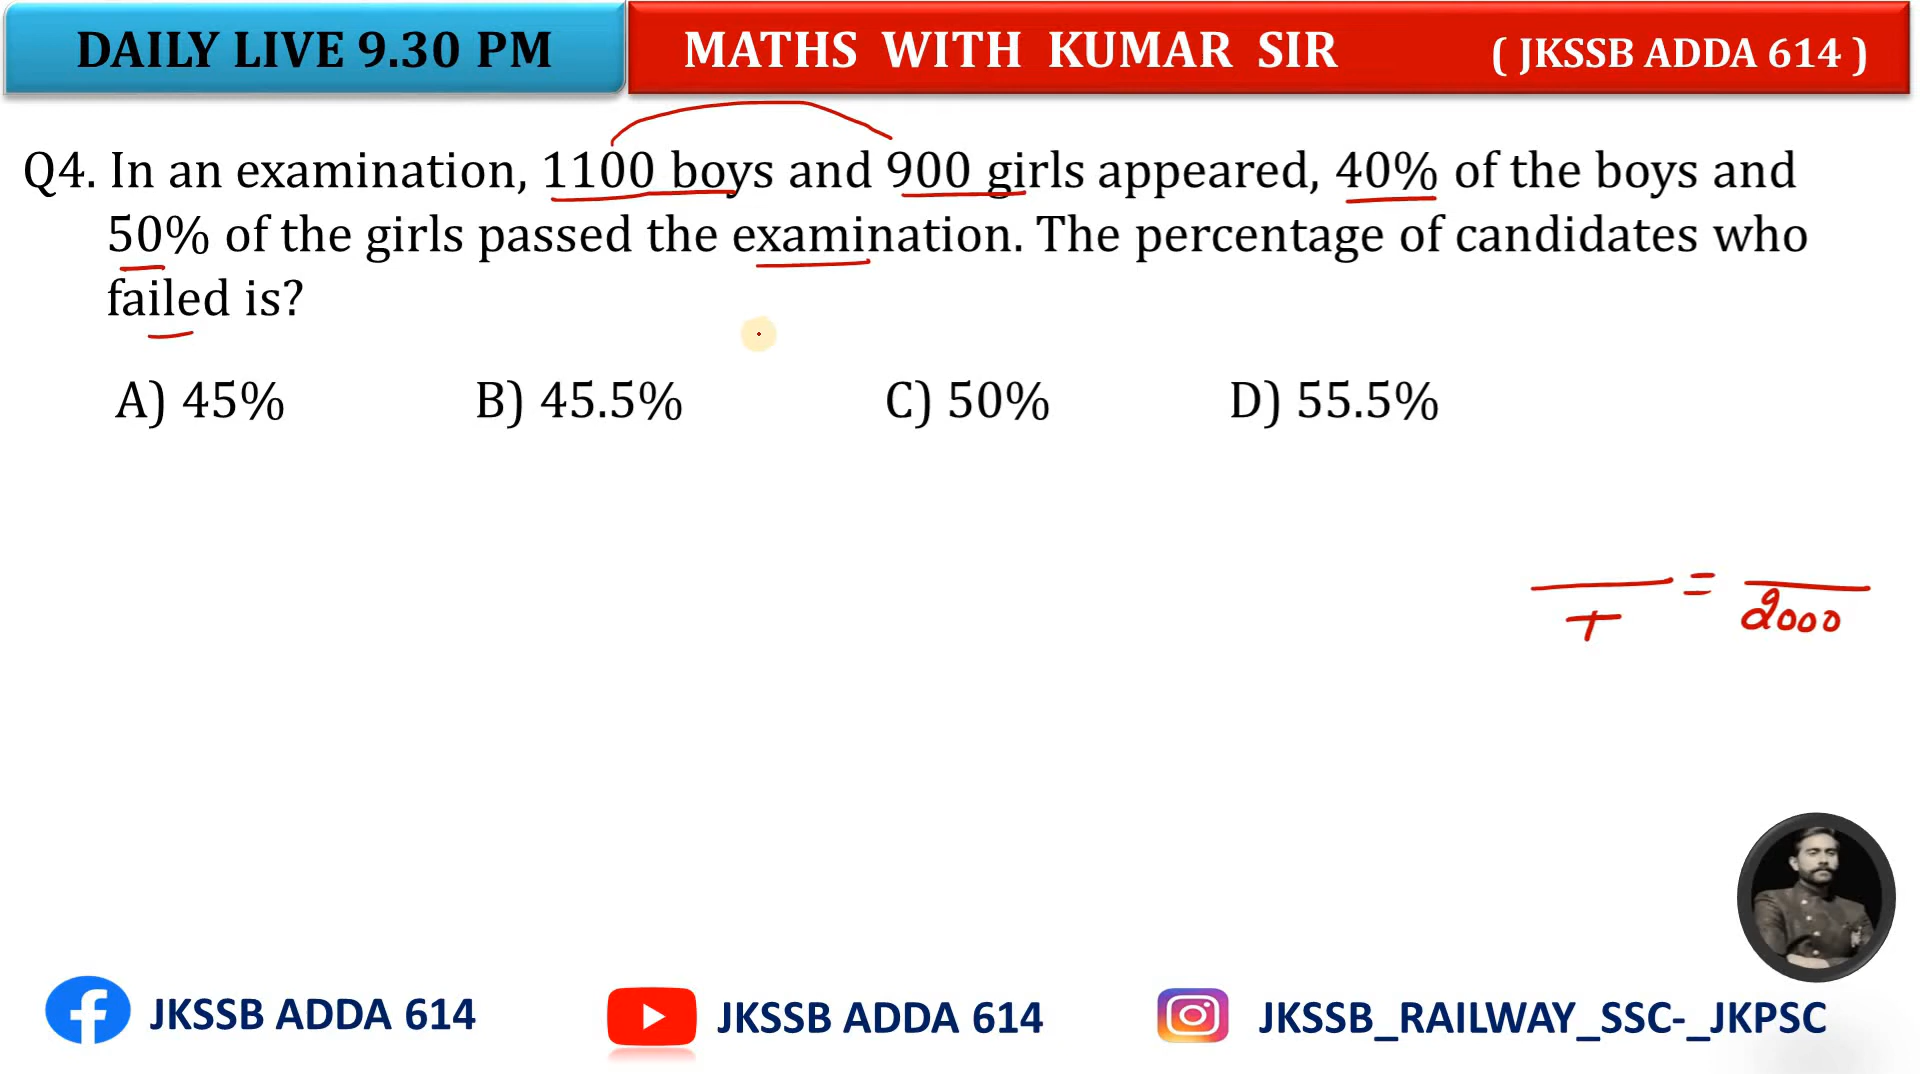 DAILY LIVE 9.30 PM
MATHS WITH KUMAR SIR ( JKSSB ADDA 614 )
Q4. In an examination, 1100 boys and 900 girls appeared, 40% of the boys and
50% of the girls passed the examination. The percentage of candidates who
failed is?
A) 45% B) 45.5% C) 50% D) 55.5%
= 
T 2000
JKSSB ADDA 614
JKSSB ADDA 614
JKSSB_RAILWAY_SSC-_JKPSC